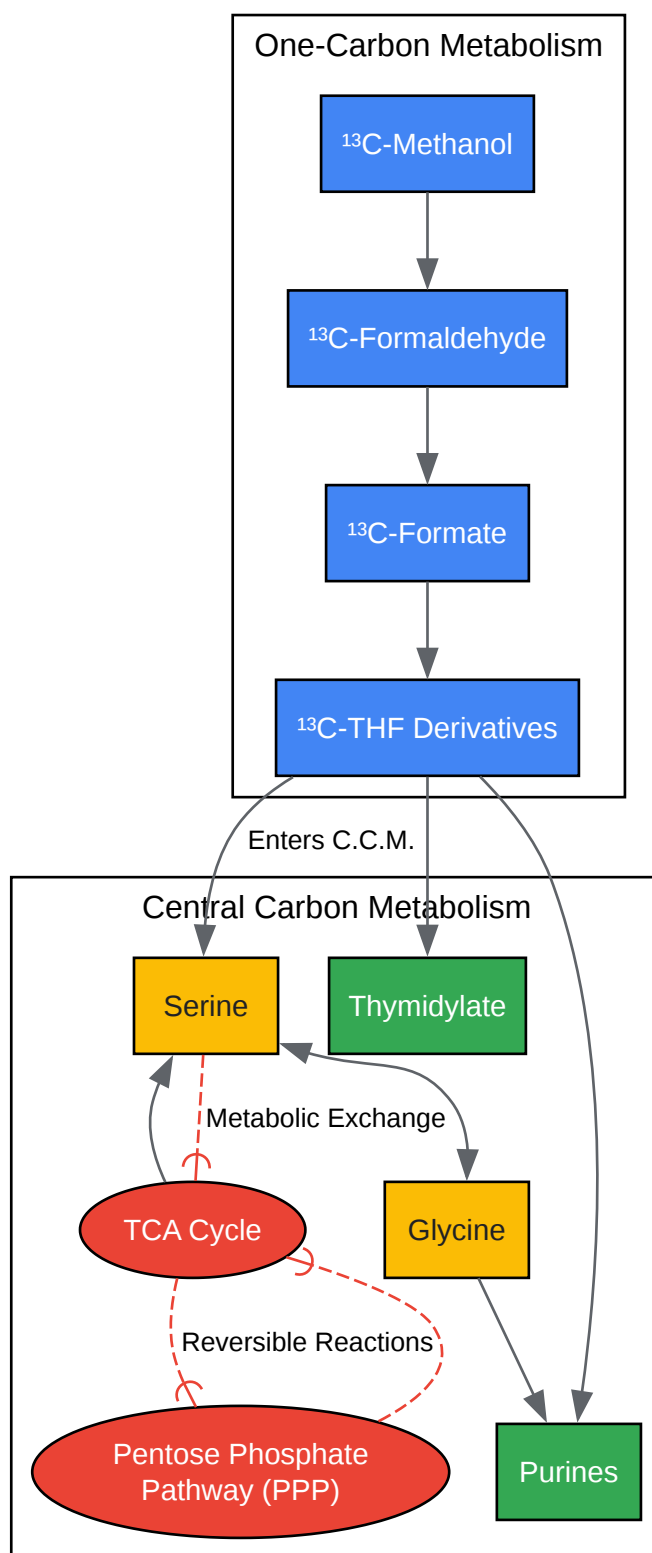 One-Carbon Metabolism
¹³C-Methanol
¹³C-Formaldehyde
¹³C-Formate
¹³C-THF Derivatives
Enters C.C.M.
Central Carbon Metabolism
Serine
Thymidylate
Metabolic Exchange
TCA Cycle
Glycine
Reversible Reactions
Pentose Phosphate
Pathway (PPP)
Purines